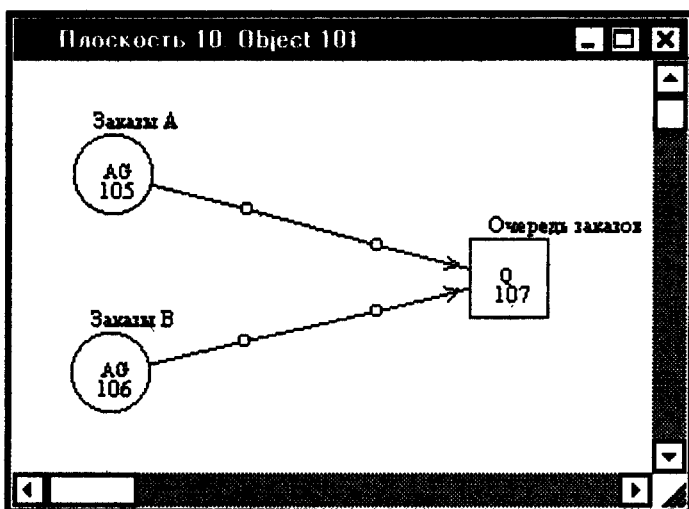 Плоскость 10. Object 101
Заказы A
AG
105
Очередь заказов
Q
107
Заказы B
AG
106